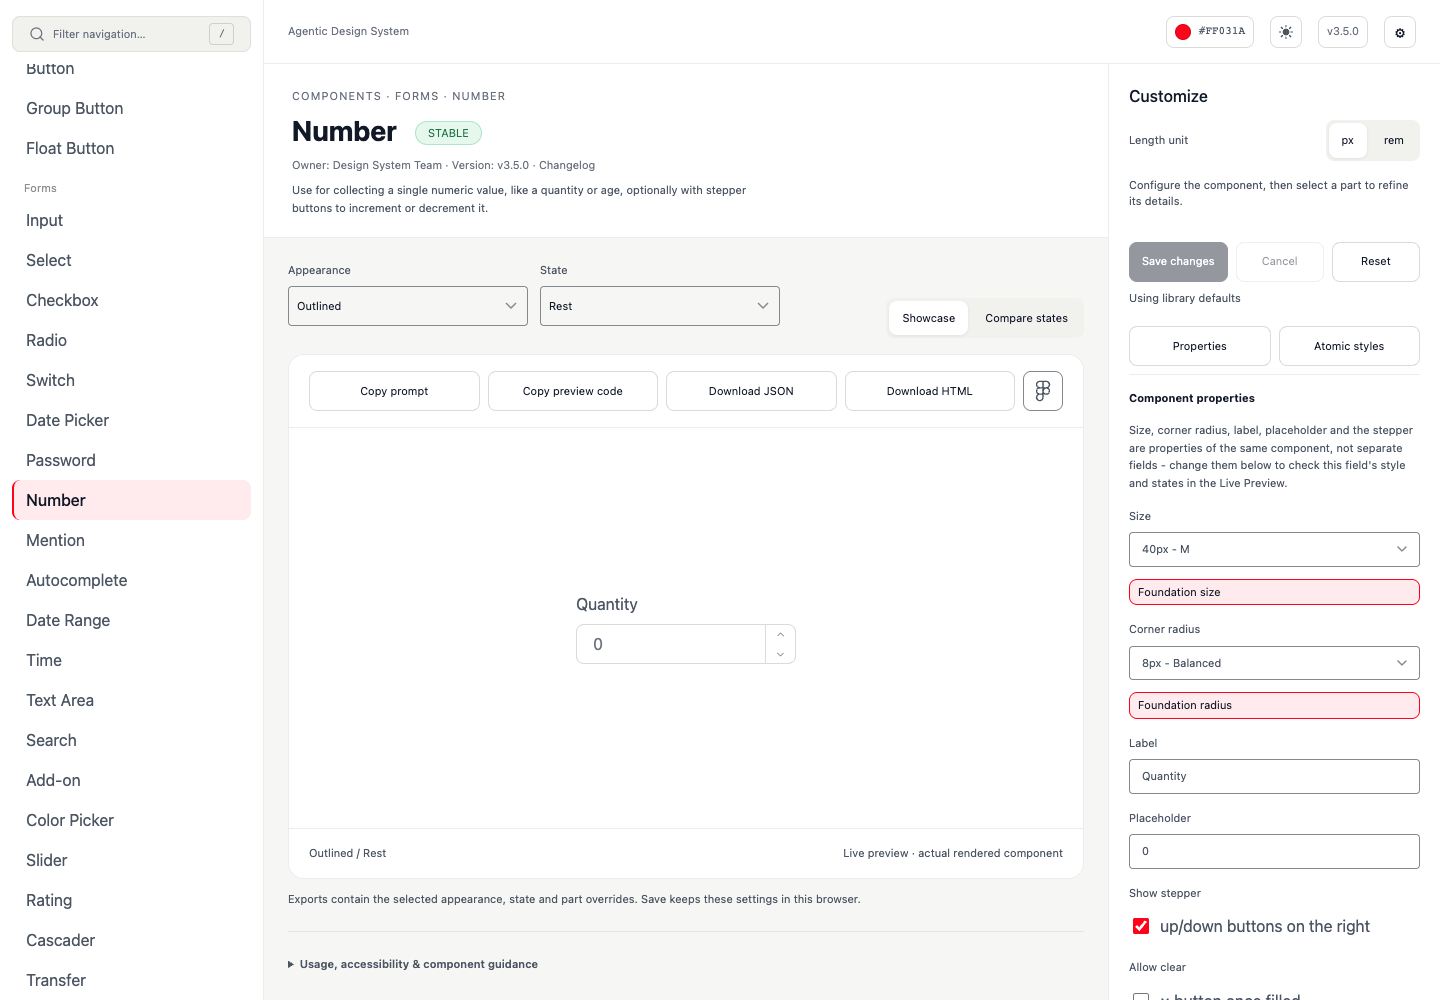 Filter navigation...
/
Button
Group Button
Float Button
Forms
Input
Select
Checkbox
Radio
Switch
Date Picker
Password
Number
Mention
Autocomplete
Date Range
Time
Text Area
Search
Add-on
Color Picker
Slider
Rating
Cascader
Transfer
Agentic Design System
#FF031A
v3.5.0
COMPONENTS · FORMS · NUMBER
Number
STABLE
Owner: Design System Team · Version: v3.5.0 · Changelog
Use for collecting a single numeric value, like a quantity or age, optionally with stepper
buttons to increment or decrement it.
Appearance
State
Outlined
Rest
Showcase
Compare states
Copy prompt
Copy preview code
Download JSON
Download HTML
Quantity
0
Outlined / Rest
Live preview · actual rendered component
Exports contain the selected appearance, state and part overrides. Save keeps these settings in this browser.
Usage, accessibility & component guidance
Customize
Length unit
px
rem
Configure the component, then select a part to refine
its details.
Save changes
Cancel
Reset
Using library defaults
Properties
Atomic styles
Component properties
Size, corner radius, label, placeholder and the stepper
are properties of the same component, not separate
fields - change them below to check this field's style
and states in the Live Preview.
Size
40px - M
Foundation size
Corner radius
8px - Balanced
Foundation radius
Label
Quantity
Placeholder
0
Show stepper
up/down buttons on the right
Allow clear
x button once filled